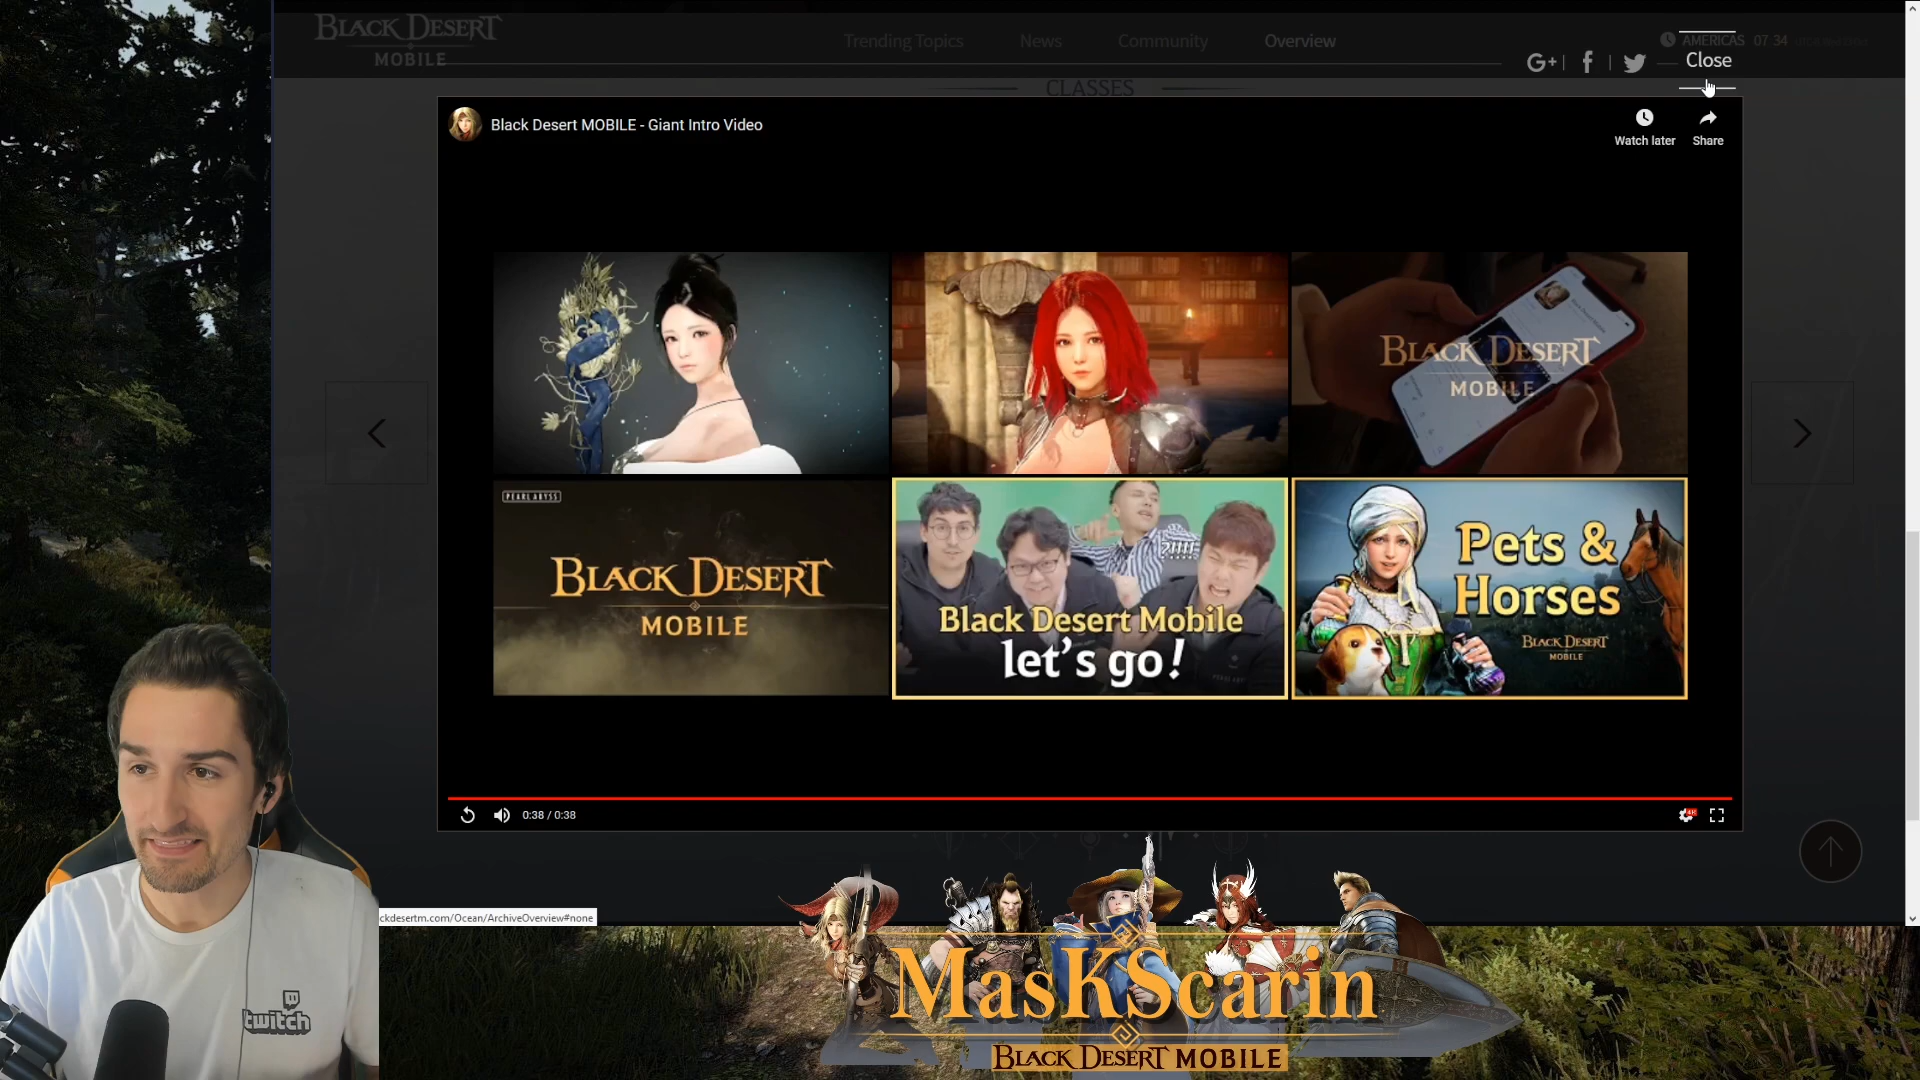 BLACK DESERT
MOBILE
Trending Topics
News
Community
Overview
AMERICAS 07 34
G+ | f |
Close
CLASSES
Black Desert MOBILE - Giant Intro Video
Watch later
Share
BLACK DESERT
MOBILE
PEARL ABYSS
BLACK DESERT
MOBILE
?!!!!
Black Desert Mobile
let's go!
Pets &
Horses
BLACK DESERT
MOBILE
0:38 / 0:38
ckdesertm.com/Ocean/ArchiveOverview#none
twitch
MasKScarin
BLACK DESERT MOBILE